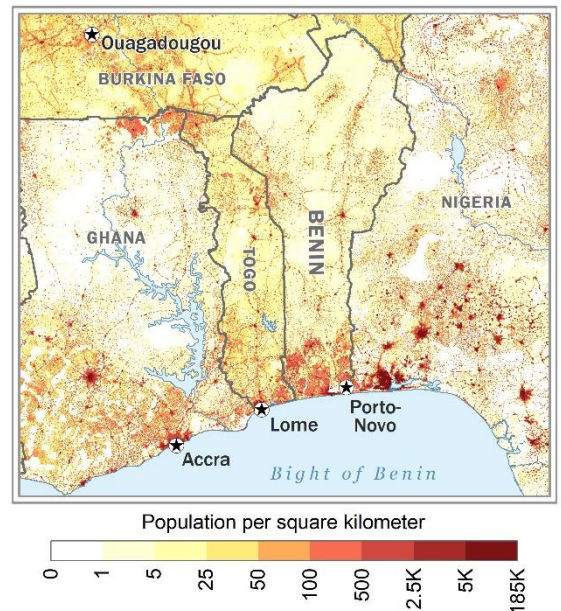 Ouagadougou
BURKINA FASO
GHANA
TOGO
BENIN
NIGERIA
Lome
Porto-
Novo
Accra
Bight of Benin
Population per square kilometer
0 1 5 25 50 100 500 2.5K 5K 185K